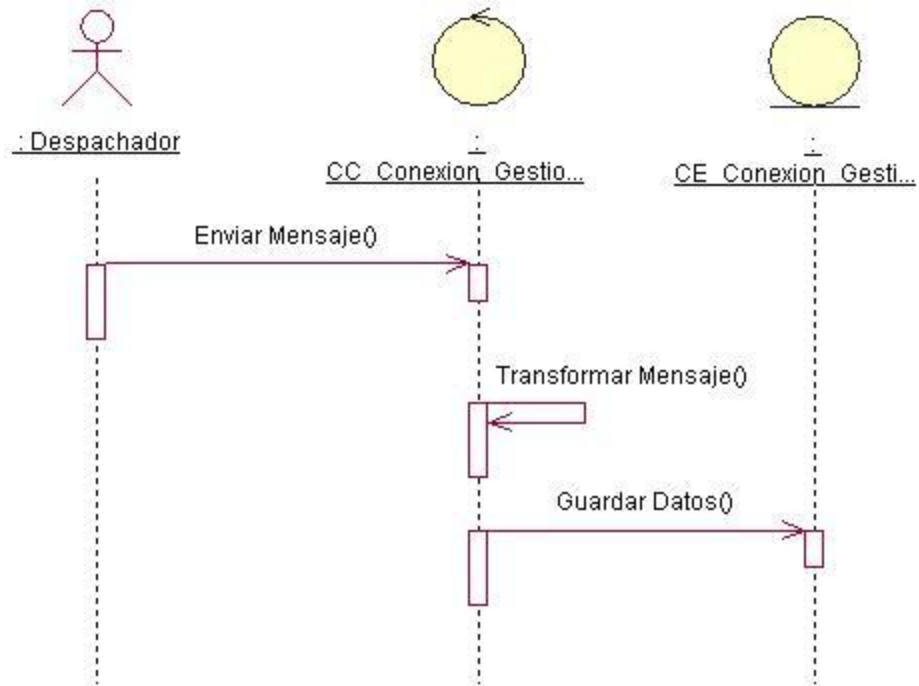 : Despachador
:
CC_Conexion_Gestio...
:
CE_Conexion_Gesti...
Enviar Mensaje()
Transformar Mensaje()
Guardar Datos()